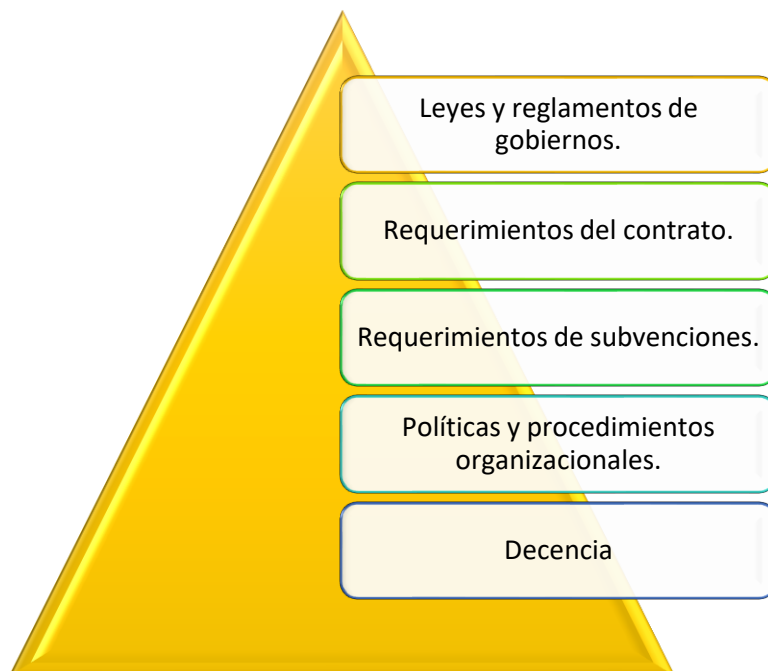 Leyes y reglamentos de
gobiernos.
Requerimientos del contrato.
Requerimientos de subvenciones.
Políticas y procedimientos
organizacionales.
Decencia